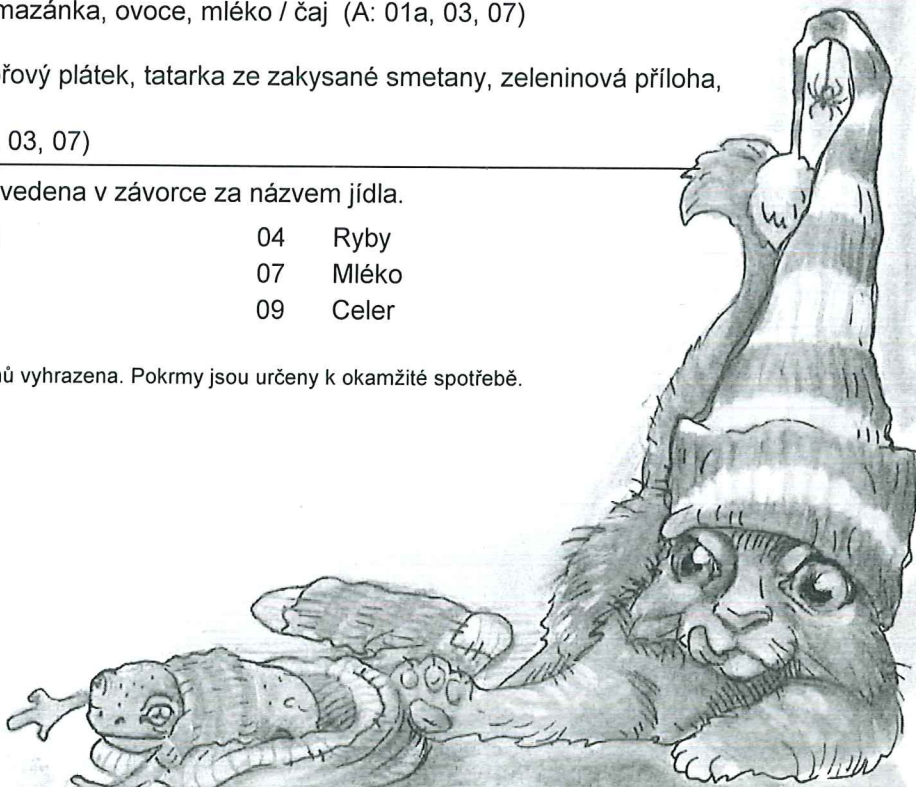 mazánka, ovoce, mléko / čaj (A: 01a, 03, 07)
řový plátek, tatarka ze zakysané smetany, zeleninová příloha,
03, 07)
vedena v závorce za názvem jídla.
04 Ryby
07 Mléko
09 Celer
ů vyhrazena. Pokrmy jsou určeny k okamžité spotřebě.